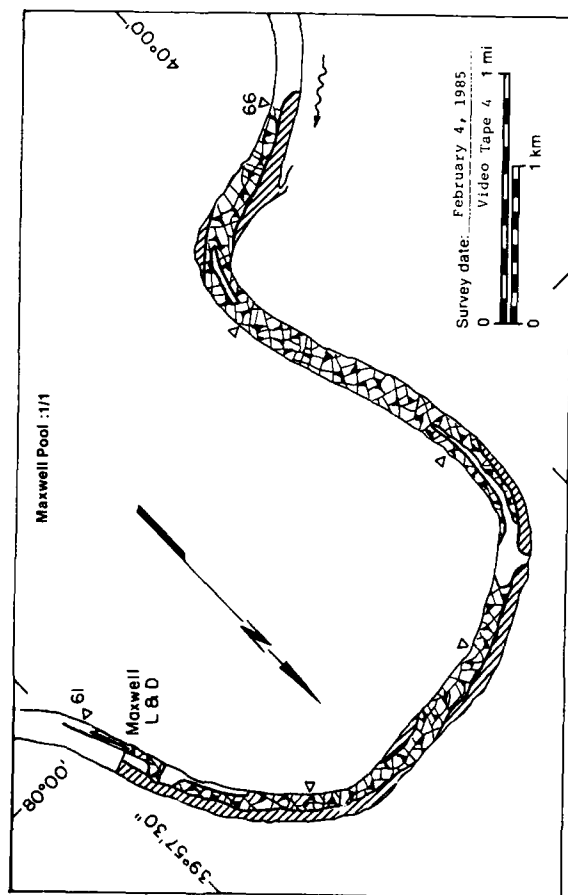 Maxwell Pool :1/1
40°00'
66
61
Maxwell
L & D
N
80°00'
39°57'30"
Survey date: February 4, 1985
Video Tape 4
0 1 mi
0 1 km